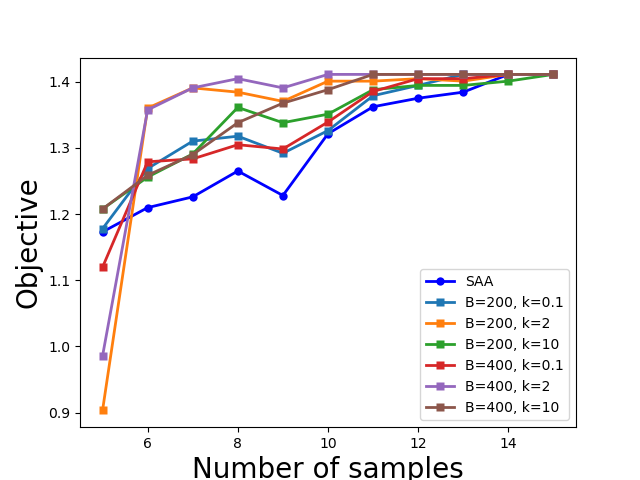 1.4
1.3
1.2
1.1
1.0
0.9
Objective
6
8
10
12
14
Number of samples
SAA
B=200, k=0.1
B=200, k=2
B=200, k=10
B=400, k=0.1
B=400, k=2
B=400, k=10